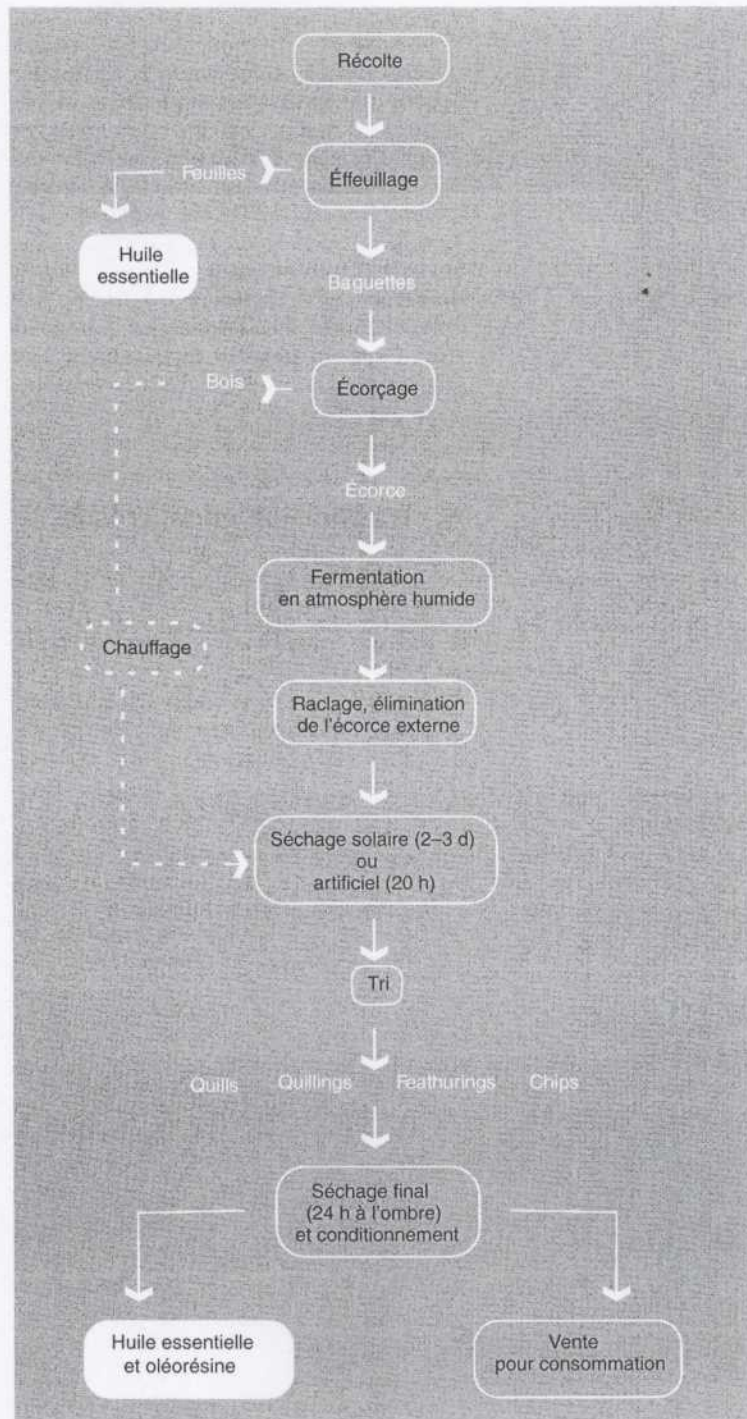 Récolte
Feuilles
Éffeuillage
Huile
essentielle
Baguettes
Bois
Écorçage
Écorce
Fermentation
en atmosphère humide
Chauffage
Raclage, élimination
de l'écorce externe
Séchage solaire (2–3 d)
ou
artificiel (20 h)
Tri
Quills Quillings Feathurings Chips
Séchage final
(24 h à l'ombre)
et conditionnement
Huile essentielle
et oléorésine
Vente
pour consommation